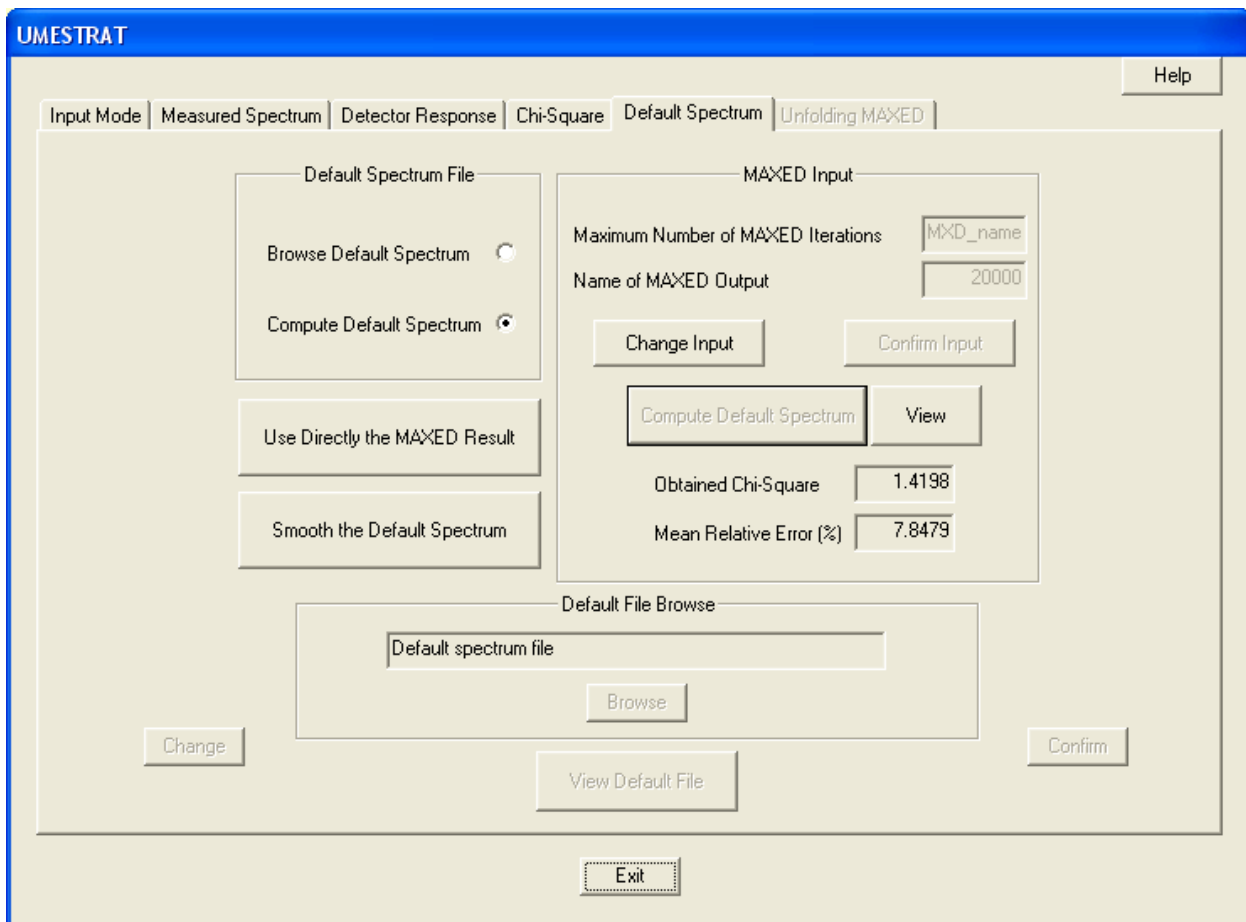 UMESTRAT
Help
Input Mode Measured Spectrum Detector Response Chi-Square Default Spectrum Unfolding MAXED
Default Spectrum File
Browse Default Spectrum
Compute Default Spectrum
Use Directly the MAXED Result
Smooth the Default Spectrum
MAXED Input
Maximum Number of MAXED Iterations MXD_name
Name of MAXED Output 20000
Change Input Confirm Input
Compute Default Spectrum View
Obtained Chi-Square 1.4198
Mean Relative Error (%) 7.8479
Default File Browse
Default spectrum file
Browse
Change Confirm
View Default File
Exit